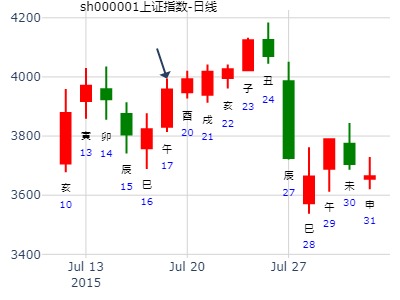 sh000001上证指数-日线
4200
4000
3800
3600
3400
亥
10
寅
13
卯
14
辰
15
巳
16
午
17
酉
20
戌
21
亥
22
子
23
丑
24
辰
27
巳
28
午
29
未
30
申
31
Jul 13
2015
Jul 20
Jul 27